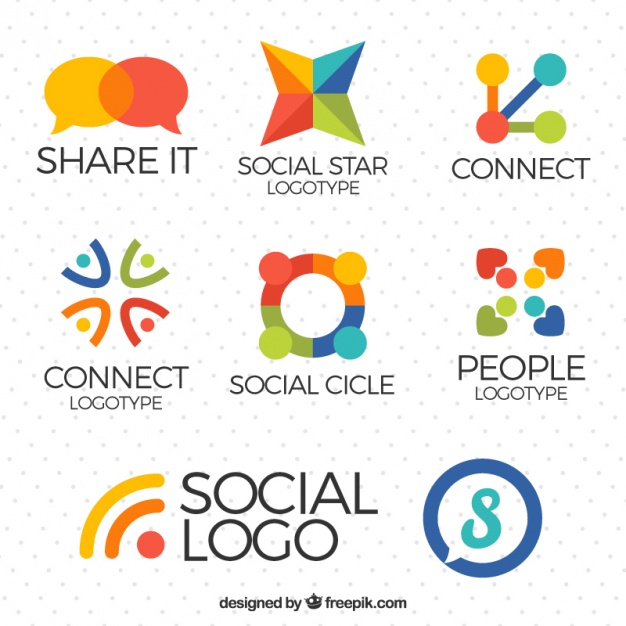 SHARE IT
SOCIAL STAR
LOGOTYPE
CONNECT
CONNECT
LOGOTYPE
SOCIAL CICLE
PEOPLE
LOGOTYPE
SOCIAL
LOGO
S
designed by freepik.com